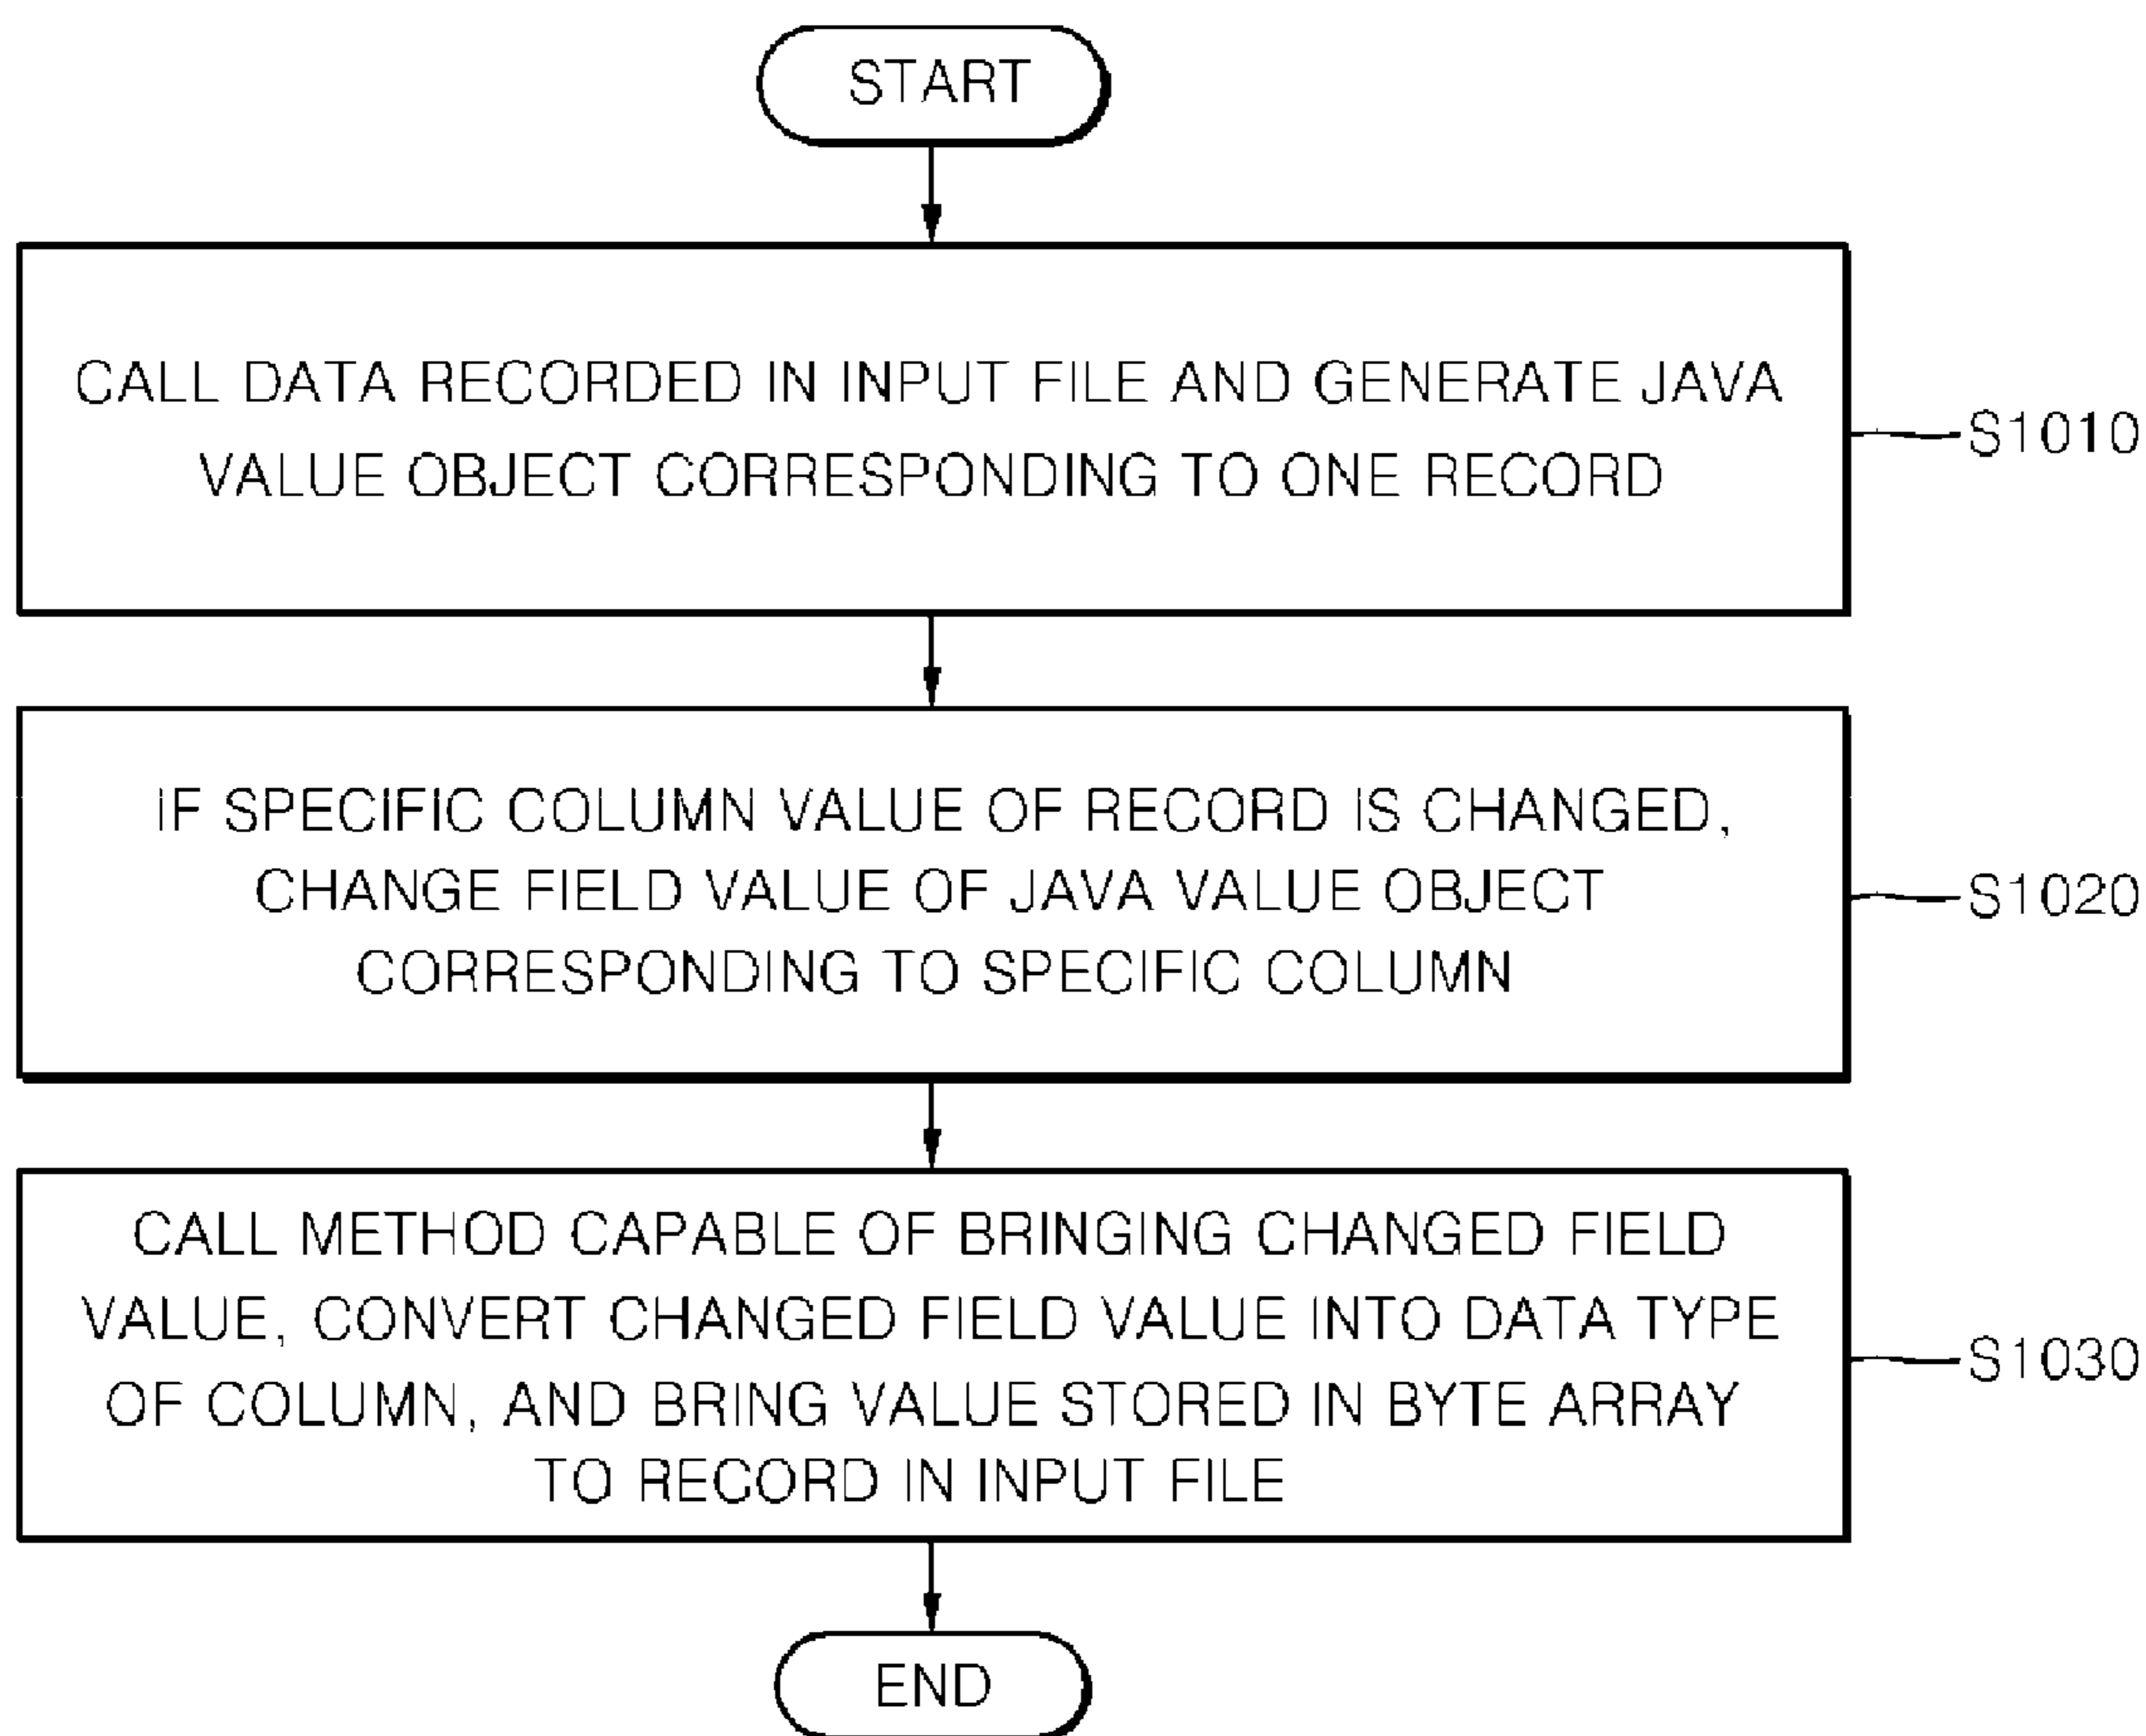 START
CALL DATA RECORDED IN INPUT FILE AND GENERATE JAVA
VALUE OBJECT CORRESPONDING TO ONE RECORD
S1010
IF SPECIFIC COLUMN VALUE OF RECORD IS CHANGED,
CHANGE FIELD VALUE OF JAVA VALUE OBJECT
CORRESPONDING TO SPECIFIC COLUMN
S1020
CALL METHOD CAPABLE OF BRINGING CHANGED FIELD
VALUE, CONVERT CHANGED FIELD VALUE INTO DATA TYPE
OF COLUMN, AND BRING VALUE STORED IN BYTE ARRAY
TO RECORD IN INPUT FILE
S1030
END